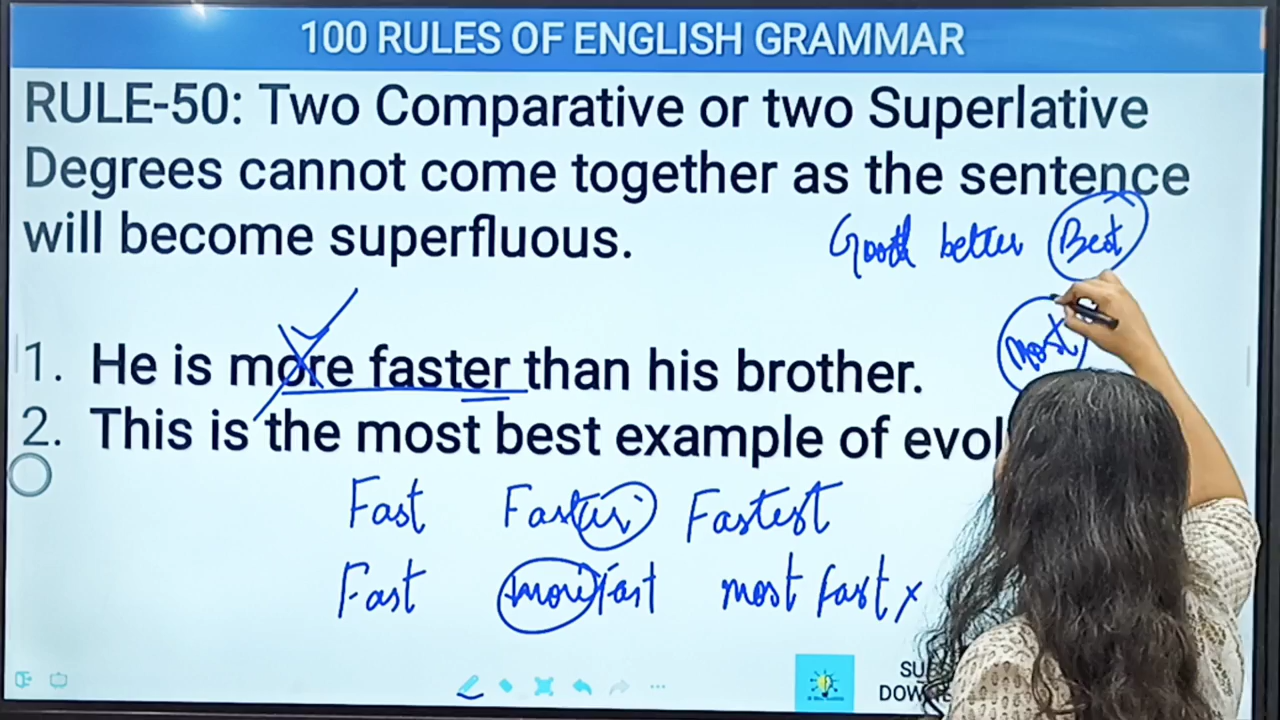 100 RULES OF ENGLISH GRAMMAR
RULE-50: Two Comparative or two Superlative
Degrees cannot come together as the sentence
will become superfluous.
Good better Best
1. He is more faster than his brother.
most
2. This is the most best example of evol
Fast Faster Fastest
Fast more fast most fast x
SUBS
DOWN